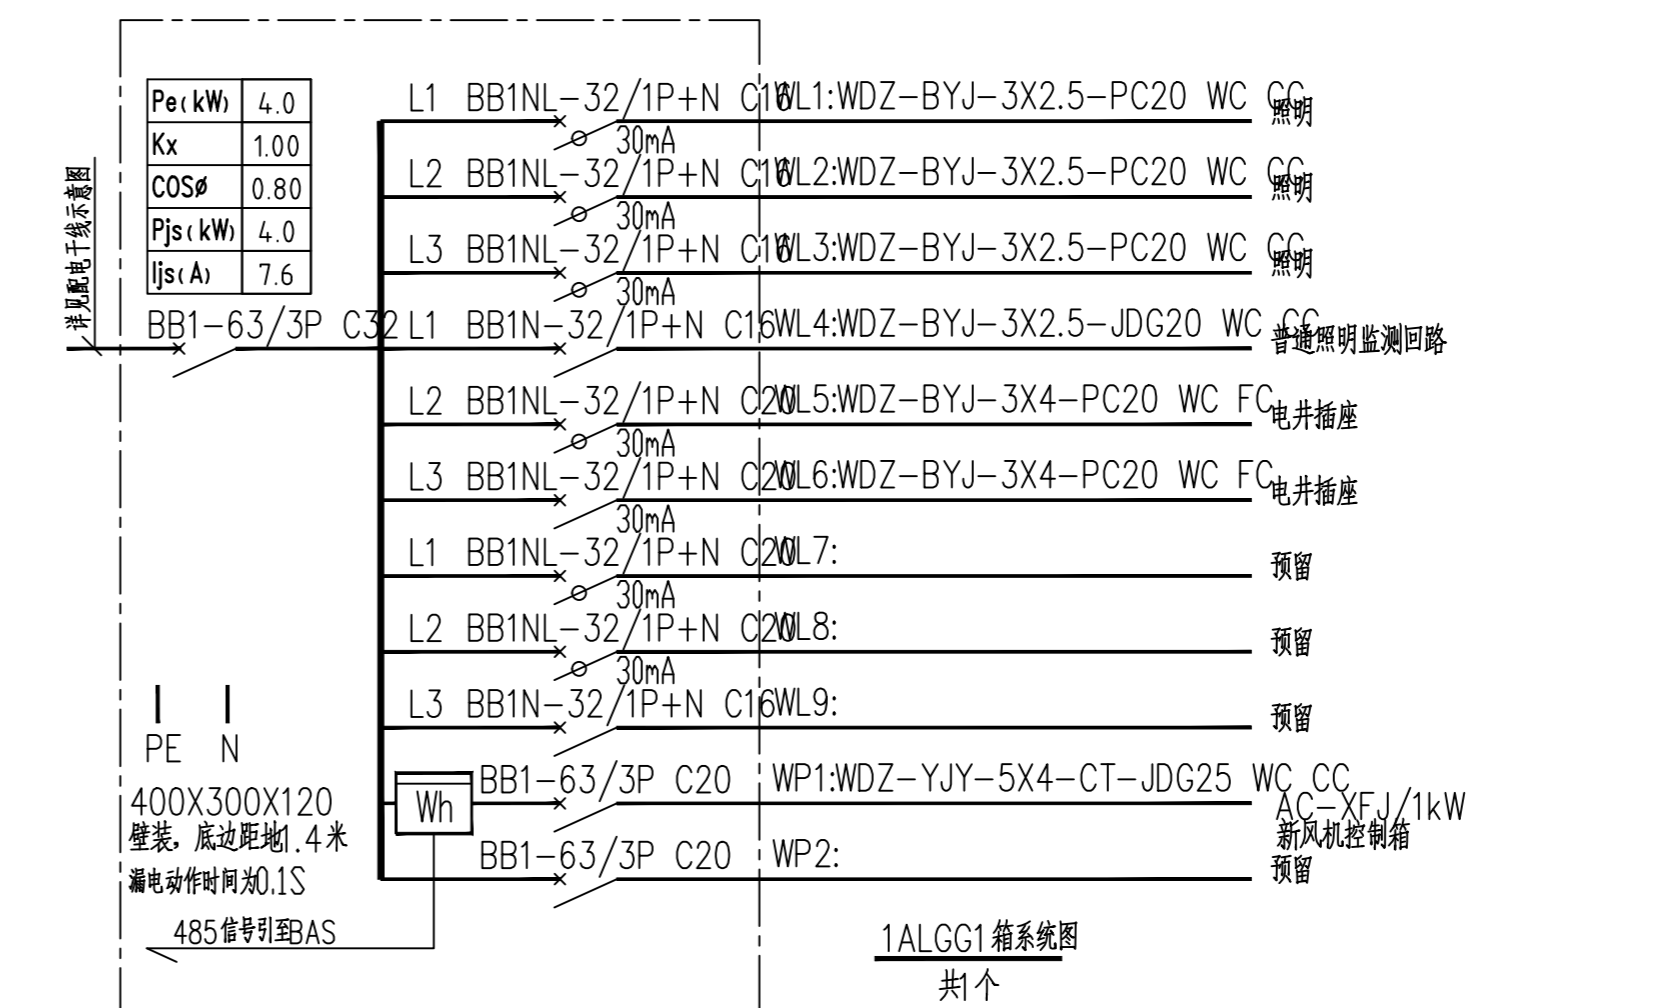 Pe(kW) 4.0
Kx 1.00
COSø 0.80
Pjs(kW) 4.0
Ijs(A) 7.6
详见配电干线示意图
BB1-63/3P C32
L1 BB1NL-32/1P+N C16 WL1:WDZ-BYJ-3X2.5-PC20 WC CC 照明
30mA
L2 BB1NL-32/1P+N C16 WL2:WDZ-BYJ-3X2.5-PC20 WC CC 照明
30mA
L3 BB1NL-32/1P+N C16 WL3:WDZ-BYJ-3X2.5-PC20 WC CC 照明
30mA
L1 BB1N-32/1P+N C16 WL4:WDZ-BYJ-3X2.5-JDG20 WC CC 普通照明监测回路
L2 BB1NL-32/1P+N C20 WL5:WDZ-BYJ-3X4-PC20 WC FC 电井插座
30mA
L3 BB1NL-32/1P+N C20 WL6:WDZ-BYJ-3X4-PC20 WC FC 电井插座
30mA
L1 BB1NL-32/1P+N C20 WL7: 预留
30mA
L2 BB1NL-32/1P+N C20 WL8: 预留
30mA
L3 BB1N-32/1P+N C16 WL9: 预留
Wh BB1-63/3P C20 WP1:WDZ-YJY-5X4-CT-JDG25 WC CC AC-XFJ/1kW
新风机控制箱
BB1-63/3P C20 WP2: 预留
PE N
400X300X120
壁装，底边距地1.4米
漏电动作时间为0.1S
485信号引至BAS
1ALGG1箱系统图
共1个